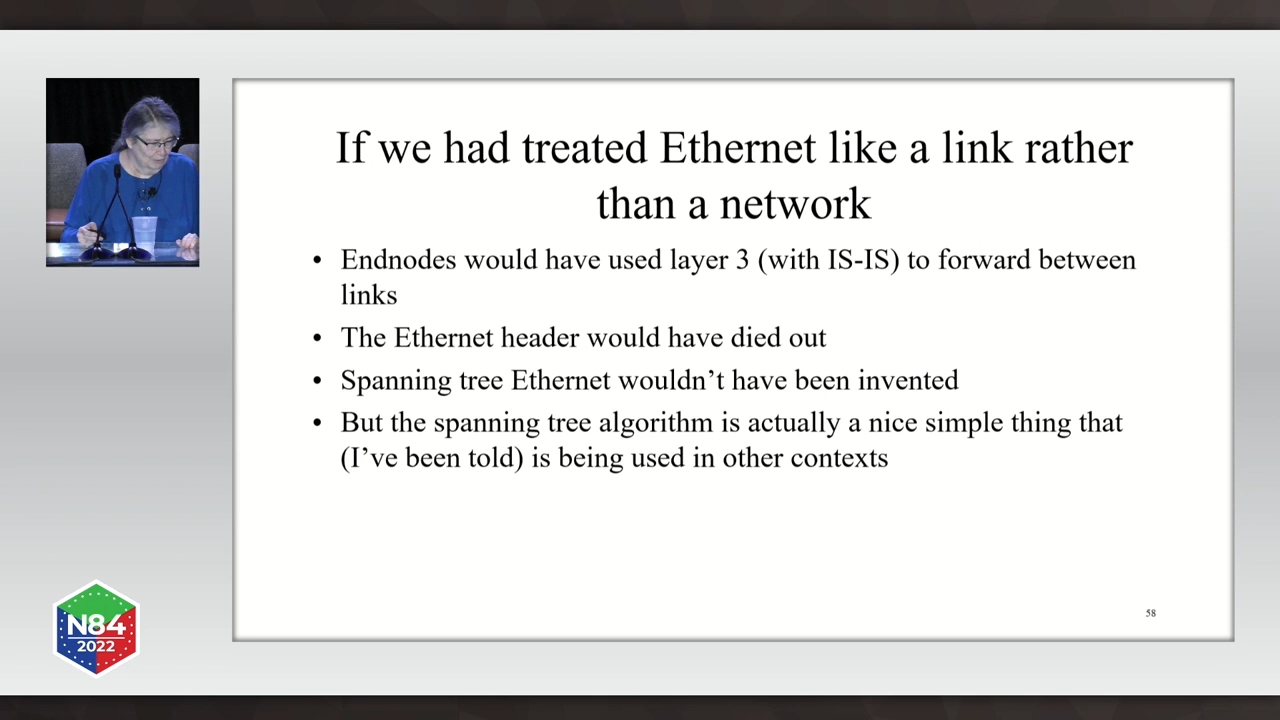 If we had treated Ethernet like a link rather
than a network
• Endnodes would have used layer 3 (with IS-IS) to forward between
links
• The Ethernet header would have died out
• Spanning tree Ethernet wouldn’t have been invented
• But the spanning tree algorithm is actually a nice simple thing that
(I’ve been told) is being used in other contexts
58
N84
2022